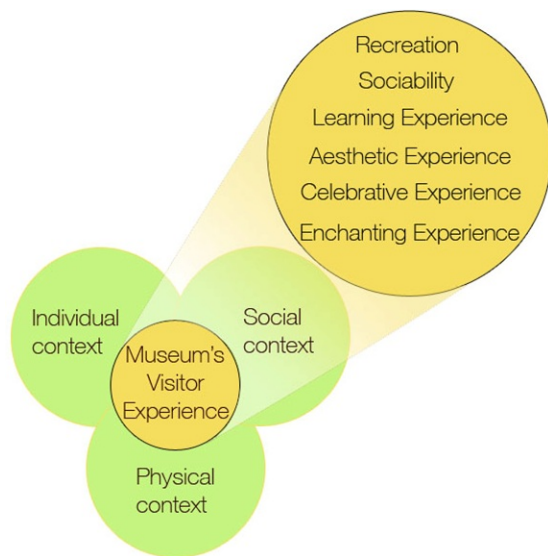 Recreation
Sociability
Learning Experience
Aesthetic Experience
Celebrative Experience
Enchanting Experience
Individual
context
Social
context
Museum's
Visitor
Experience
Physical
context